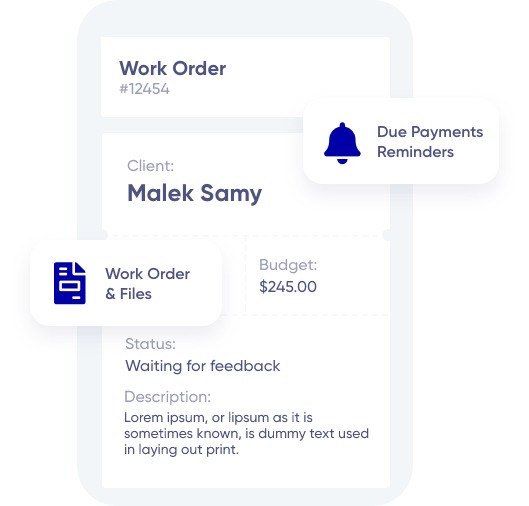 Work Order
#12454
Due Payments
Reminders
Client:
Malek Samy
Work Order
& Files
Budget:
$245.00
Status:
Waiting for feedback
Description:
Lorem ipsum, or lipsum as it is
sometimes known, is dummy text used
in laying out print.